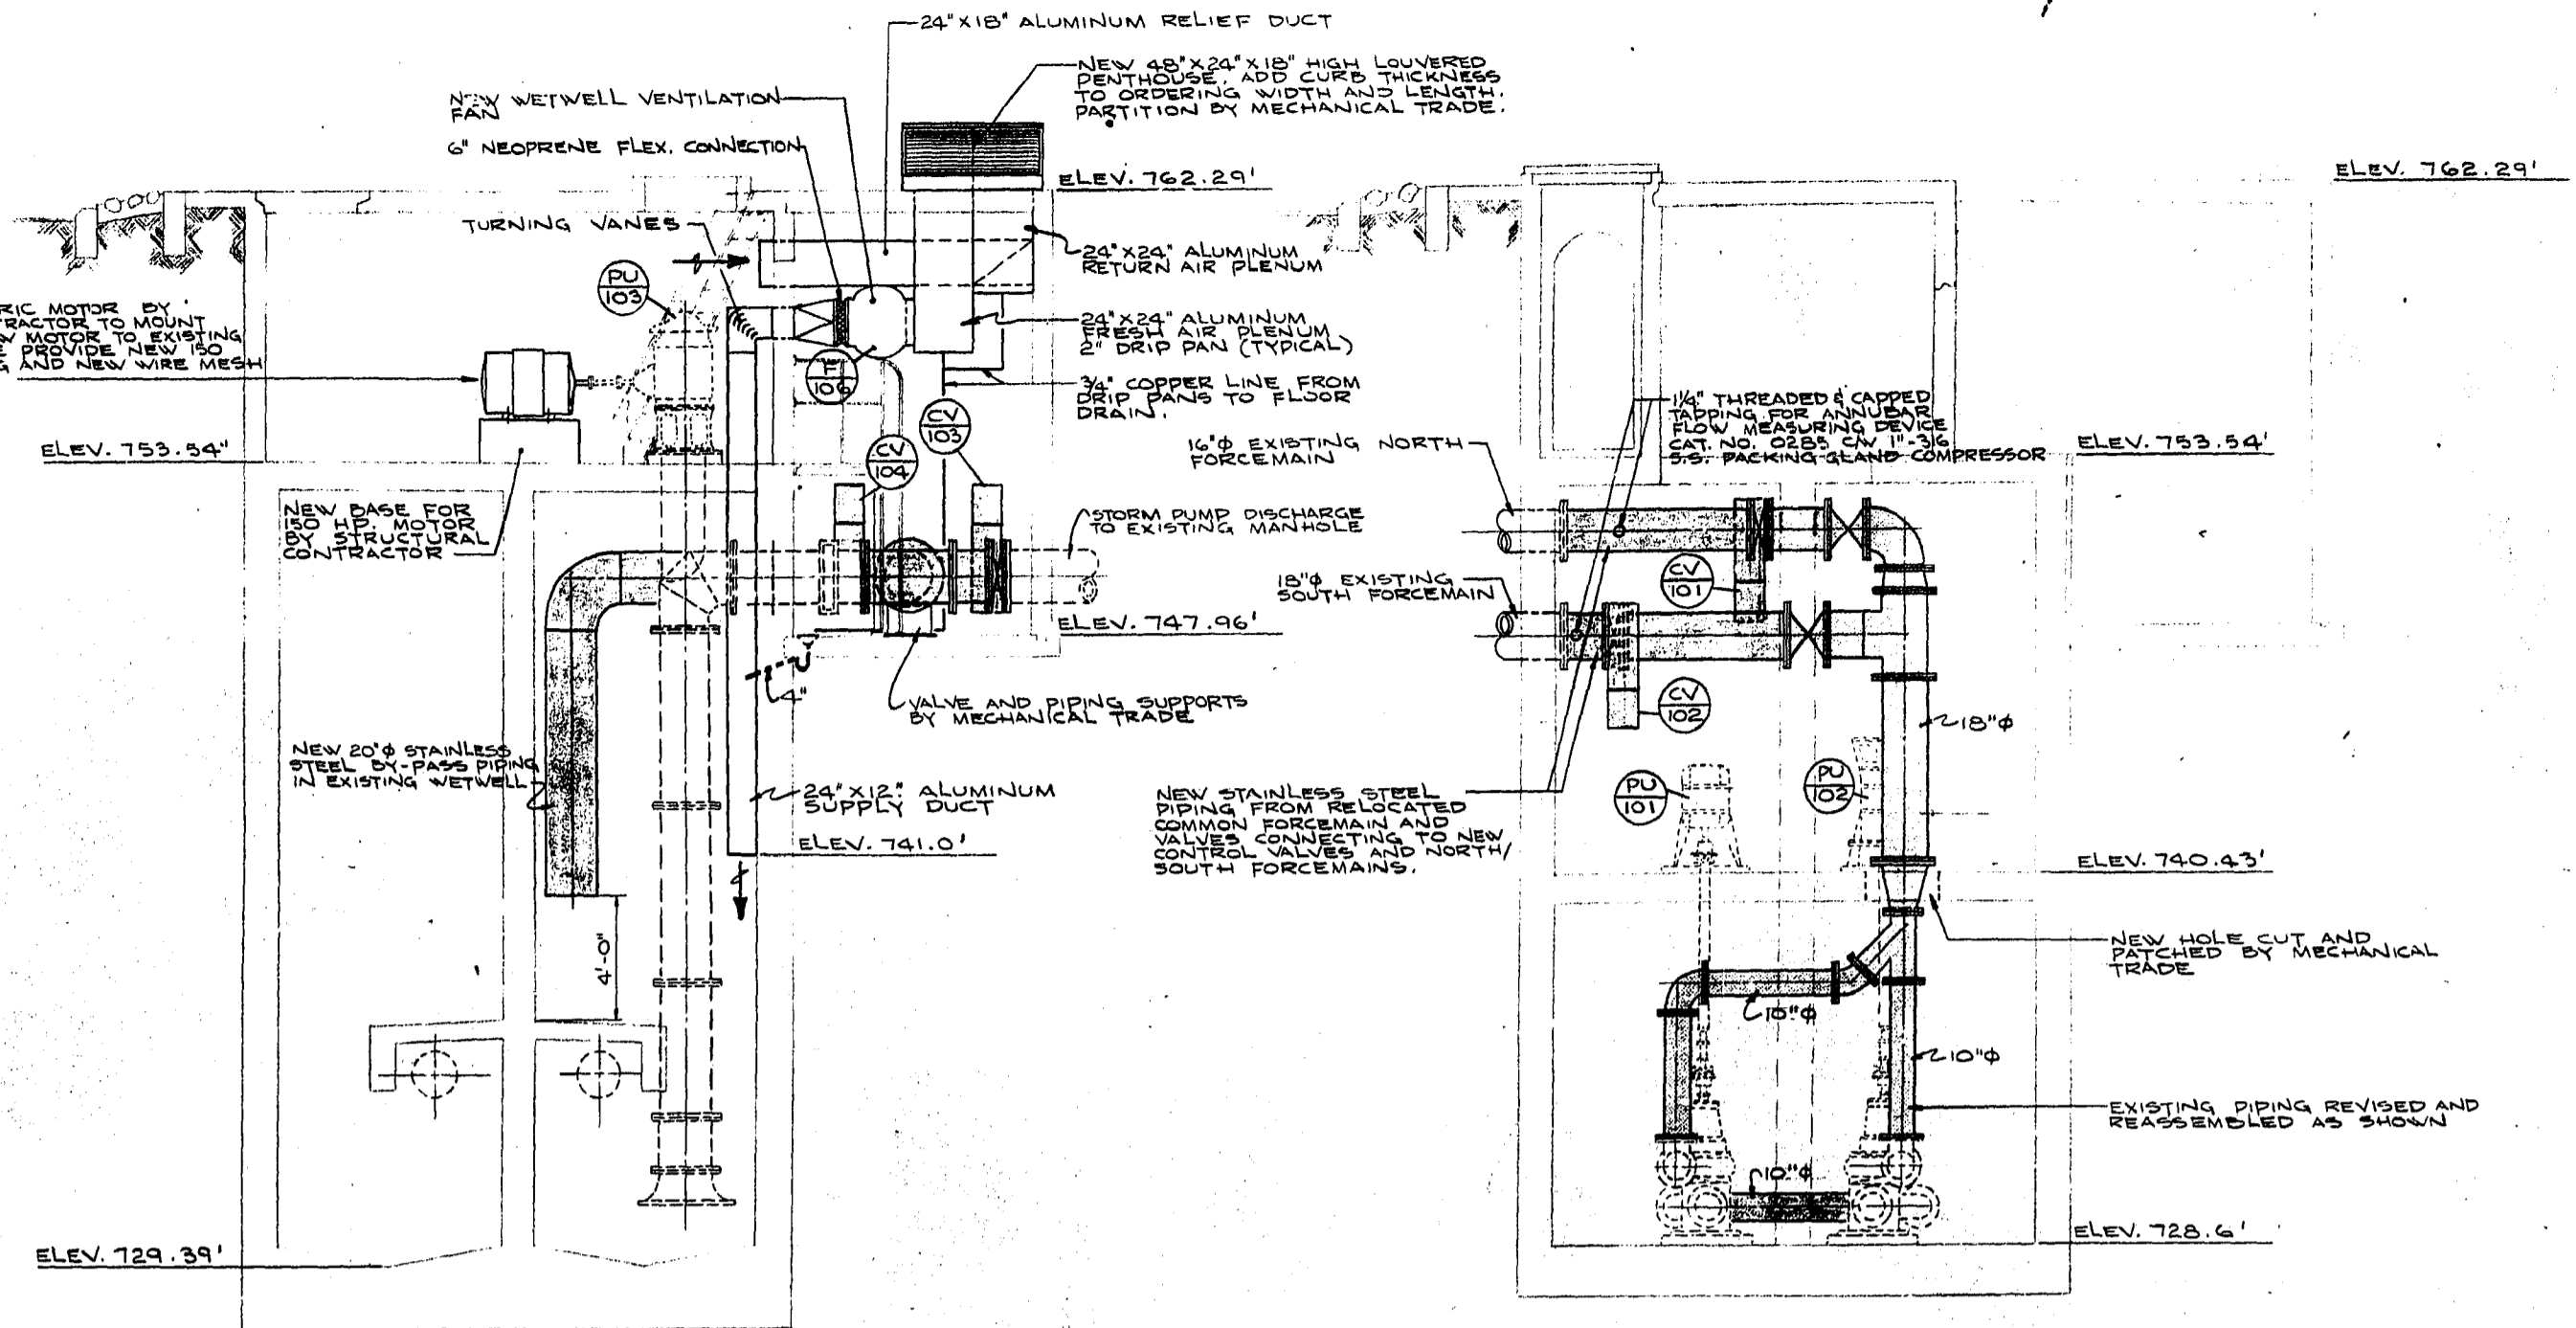 24"X18" ALUMINUM RELIEF DUCT
NEW 48"X24"X18" HIGH LOUVERED
PENTHOUSE. ADD CURB THICKNESS
TO ORDERING WIDTH AND LENGTH.
PARTITION BY MECHANICAL TRADE.
NEW WETWELL VENTILATION
FAN
6" NEOPRENE FLEX. CONNECTION
ELEV. 762.29'
TURNING VANES
24"X24" ALUMINUM
RETURN AIR PLENUM
PU
103
RIC MOTOR BY
RACTOR TO MOUNT
W MOTOR TO EXISTING
PROVIDE NEW 150
AND NEW WIRE MESH
24"X24" ALUMINUM
FRESH AIR PLENUM
2" DRIP PAN (TYPICAL)
F
106
3/4" COPPER LINE FROM
DRIP PANS TO FLOOR
DRAIN.
CV
103
CV
104
ELEV. 753.54"
NEW BASE FOR
150 HP. MOTOR
BY STRUCTURAL
CONTRACTOR
STORM PUMP DISCHARGE
TO EXISTING MANHOLE
ELEV. 747.96'
4"
VALVE AND PIPING SUPPORTS
BY MECHANICAL TRADE
NEW 20"φ STAINLESS
STEEL BY-PASS PIPING
IN EXISTING WETWELL
24"X12" ALUMINUM
SUPPLY DUCT
ELEV. 741.0'
4'-0"
ELEV. 729.39'
ELEV. 762.29'
1¼" THREADED & CAPPED
TAPPING FOR ANNUBAR
FLOW MEASURING DEVICE
CAT. NO. 0285 C/W 1"-316
S.S. PACKING GLAND COMPRESSOR
16"φ EXISTING NORTH
FORCEMAIN
ELEV. 753.54'
18"φ EXISTING
SOUTH FORCEMAIN
CV
101
CV
102
18"φ
PU
101
PU
102
NEW STAINLESS STEEL
PIPING FROM RELOCATED
COMMON FORCEMAIN AND
VALVES CONNECTING TO NEW
CONTROL VALVES AND NORTH/
SOUTH FORCEMAINS.
ELEV. 740.43'
NEW HOLE CUT AND
PATCHED BY MECHANICAL
TRADE
10"φ
10"φ
EXISTING PIPING REVISED AND
REASSEMBLED AS SHOWN
10"φ
ELEV. 728.6'